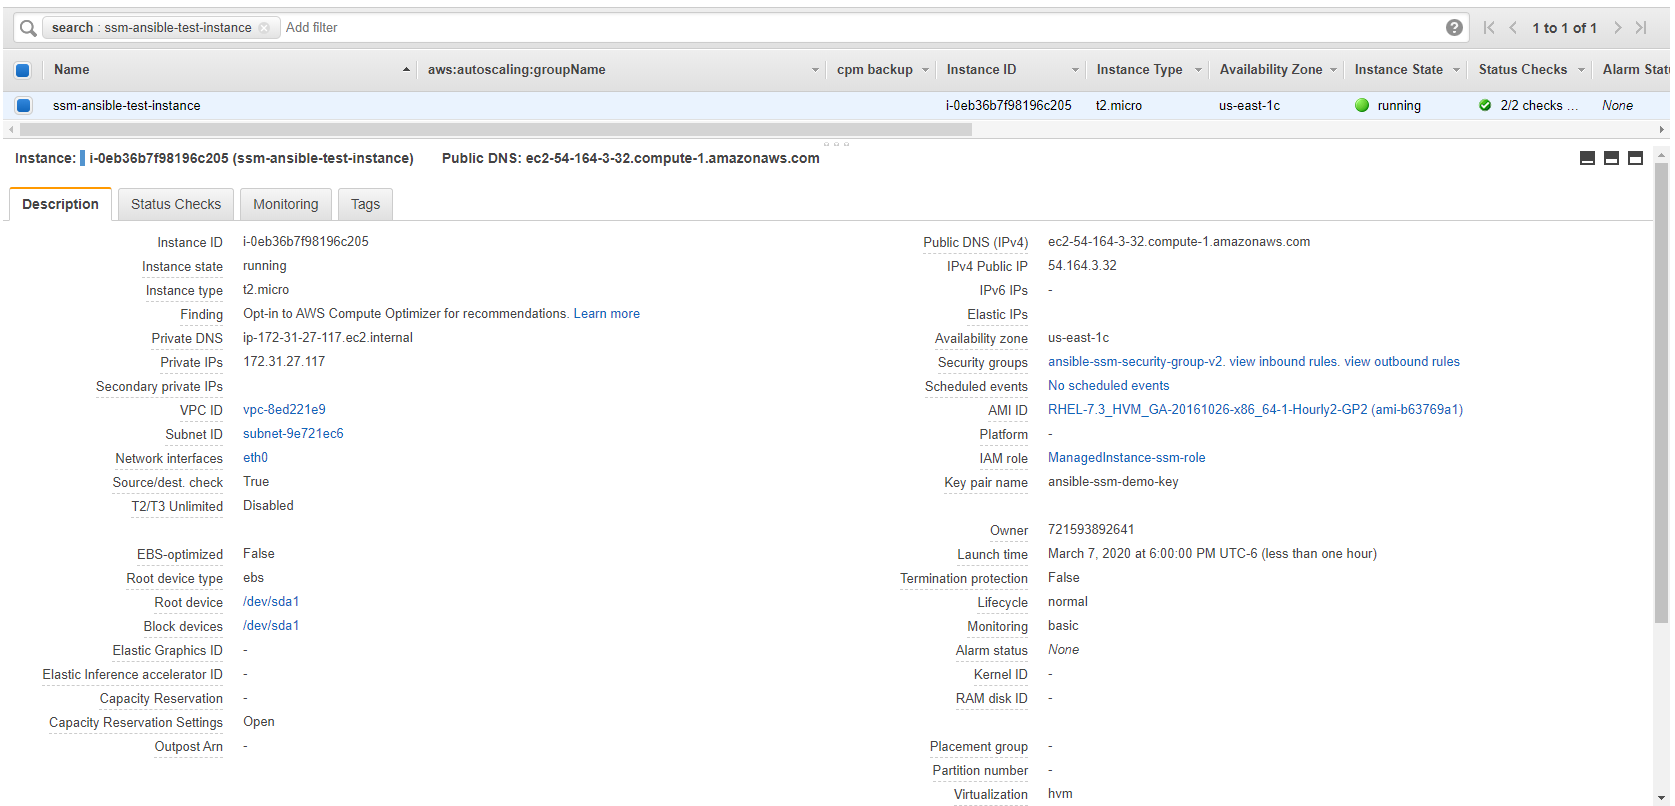 search : ssm-ansible-test-instance Add filter 1 to 1 of 1
Name aws:autoscaling:groupName cpm backup Instance ID Instance Type Availability Zone Instance State Status Checks Alarm Stat
ssm-ansible-test-instance i-0eb36b7f98196c205 t2.micro us-east-1c running 2/2 checks ... None
Instance: i-0eb36b7f98196c205 (ssm-ansible-test-instance) Public DNS: ec2-54-164-3-32.compute-1.amazonaws.com
Description Status Checks Monitoring Tags
Instance ID i-0eb36b7f98196c205 Public DNS (IPv4) ec2-54-164-3-32.compute-1.amazonaws.com
Instance state running IPv4 Public IP 54.164.3.32
Instance type t2.micro IPv6 IPs -
Finding Opt-in to AWS Compute Optimizer for recommendations. Learn more Elastic IPs
Private DNS ip-172-31-27-117.ec2.internal Availability zone us-east-1c
Private IPs 172.31.27.117 Security groups ansible-ssm-security-group-v2. view inbound rules. view outbound rules
Secondary private IPs Scheduled events No scheduled events
VPC ID vpc-8ed221e9 AMI ID RHEL-7.3_HVM_GA-20161026-x86_64-1-Hourly2-GP2 (ami-b63769a1)
Subnet ID subnet-9e721ec6 Platform -
Network interfaces eth0 IAM role ManagedInstance-ssm-role
Source/dest. check True Key pair name ansible-ssm-demo-key
T2/T3 Unlimited Disabled
Owner 721593892641
EBS-optimized False Launch time March 7, 2020 at 6:00:00 PM UTC-6 (less than one hour)
Root device type ebs Termination protection False
Root device /dev/sda1 Lifecycle normal
Block devices /dev/sda1 Monitoring basic
Elastic Graphics ID - Alarm status None
Elastic Inference accelerator ID - Kernel ID -
Capacity Reservation - RAM disk ID -
Capacity Reservation Settings Open
Outpost Arn - Placement group -
Partition number -
Virtualization hvm